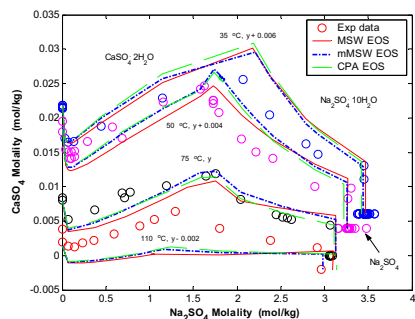 35 °C, y + 0.006
CaSO4·2H2O
Exp data
MSW EOS
mMSW EOS
CPA EOS
Na2SO4·10H2O
50 °C, y + 0.004
75 °C, y
110 °C, y - 0.002
Na2SO4
0.035
0.03
0.025
0.02
0.015
0.01
0.005
0
-0.005
0
0.5
1
1.5
2
2.5
3
3.5
4
CaSO4 Molality (mol/kg)
Na2SO4 Molality (mol/kg)